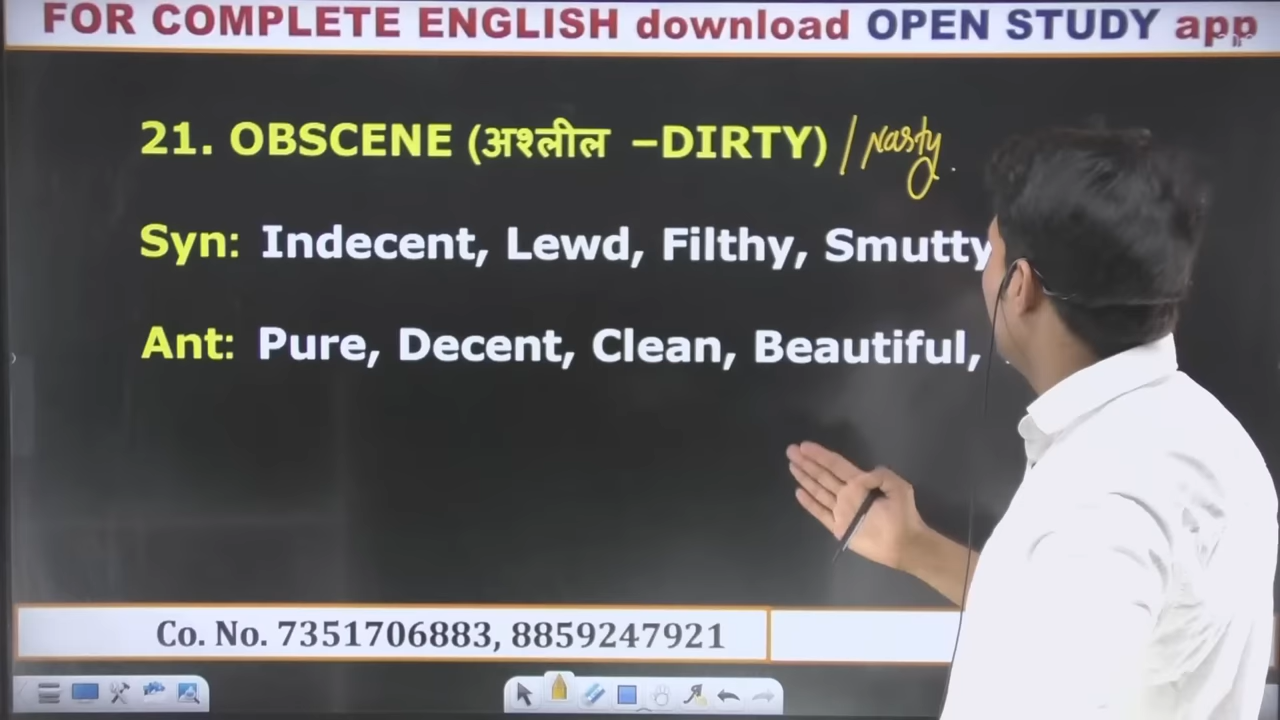 FOR COMPLETE ENGLISH download OPEN STUDY app
21. OBSCENE (अश्लील –DIRTY) / Nasty.
Syn: Indecent, Lewd, Filthy, Smutty
Ant: Pure, Decent, Clean, Beautiful,
Co. No. 7351706883, 8859247921